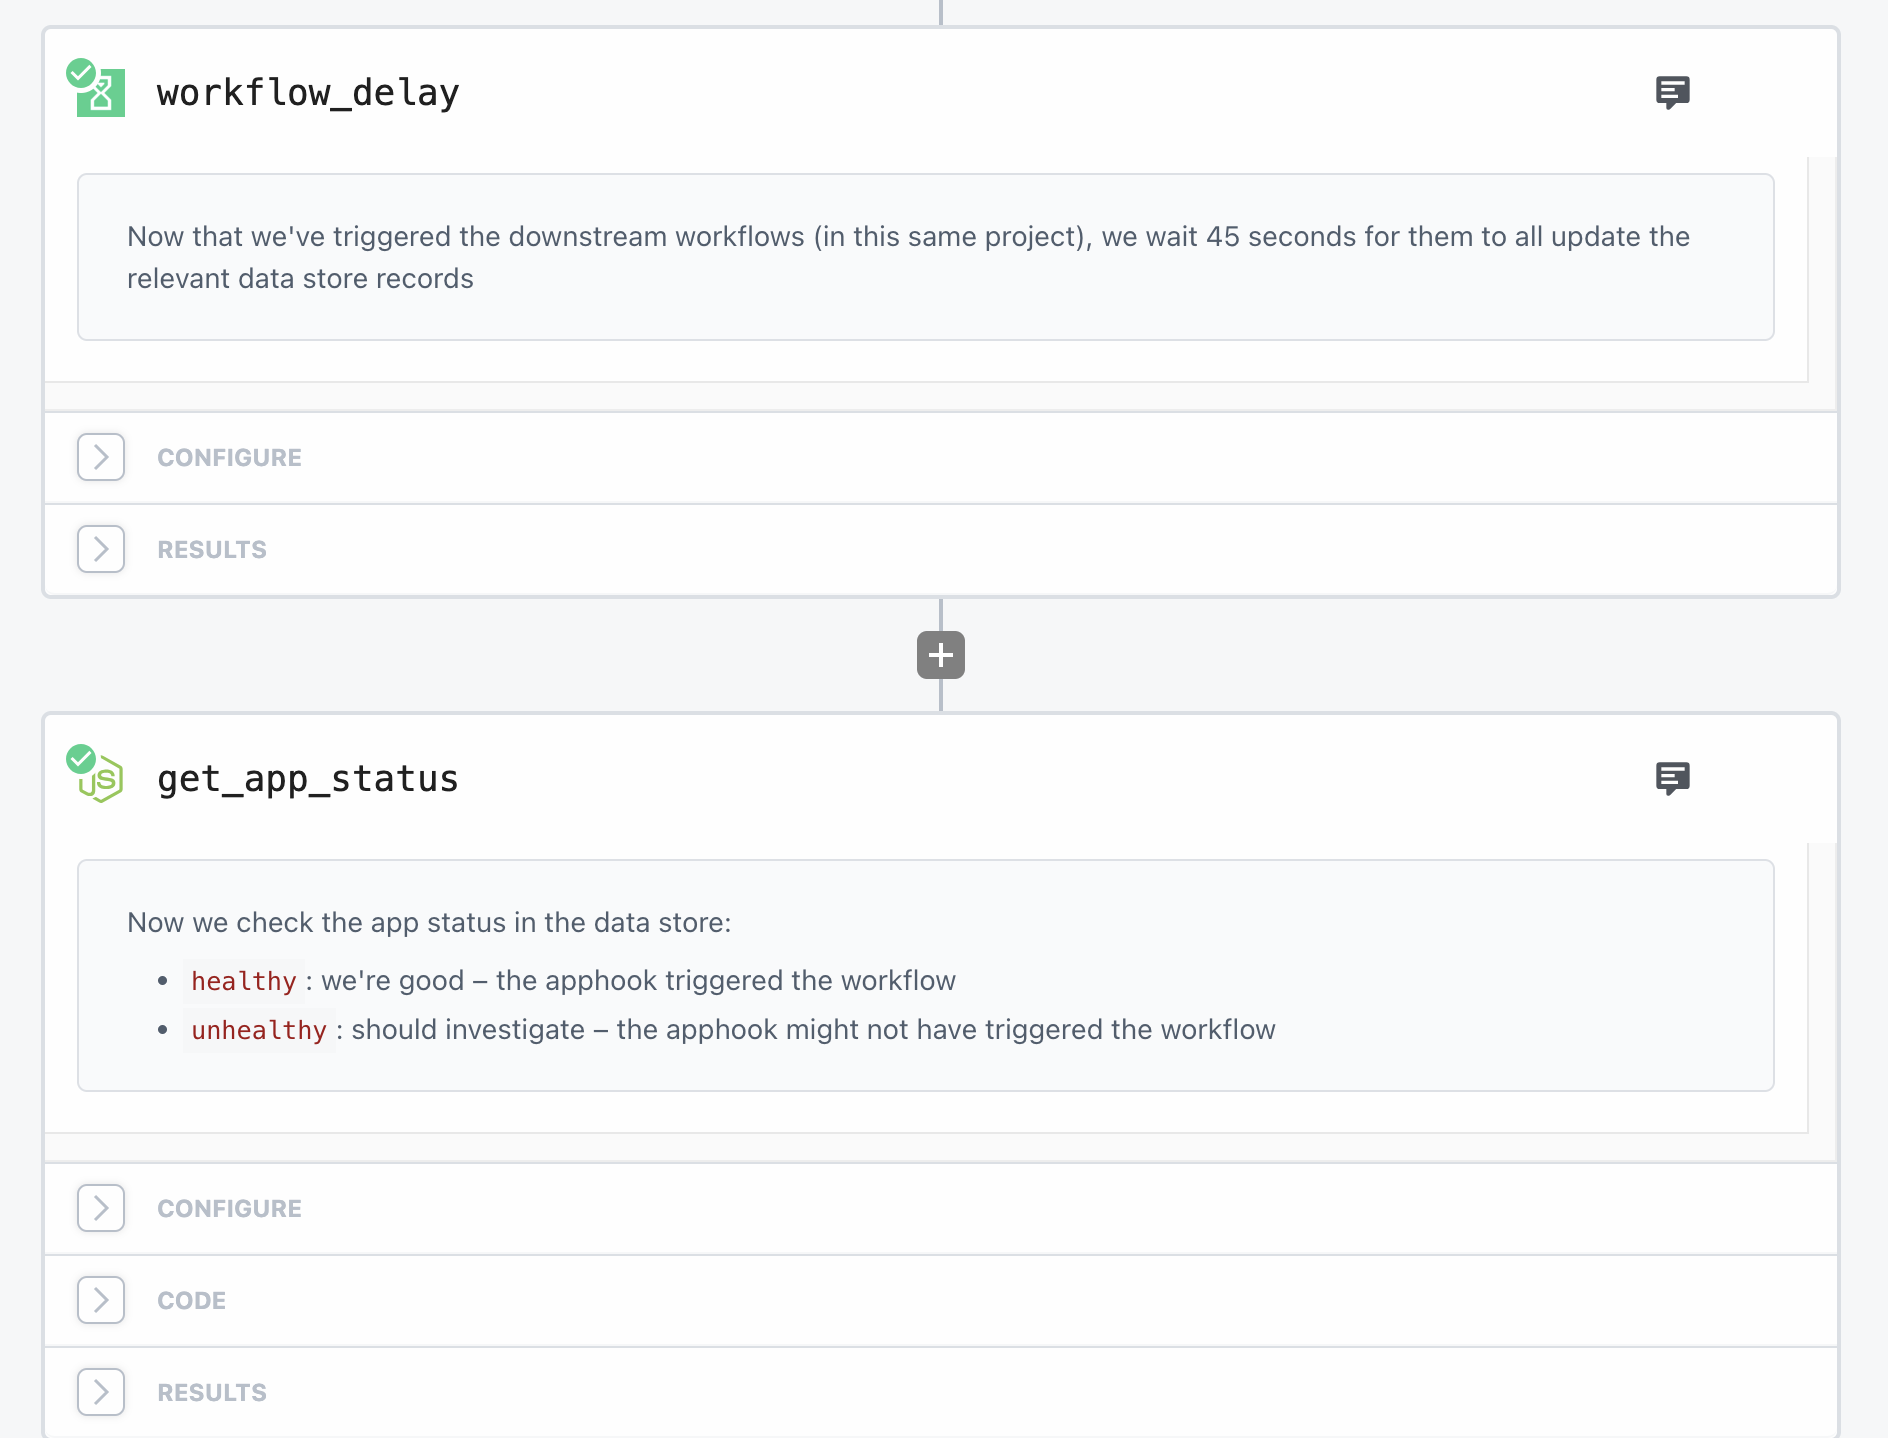 workflow_delay
Now that we've triggered the downstream workflows (in this same project), we wait 45 seconds for them to all update the
relevant data store records
CONFIGURE
RESULTS
get_app_status
Now we check the app status in the data store:
• healthy : we're good – the apphook triggered the workflow
• unhealthy : should investigate – the apphook might not have triggered the workflow
CONFIGURE
CODE
RESULTS